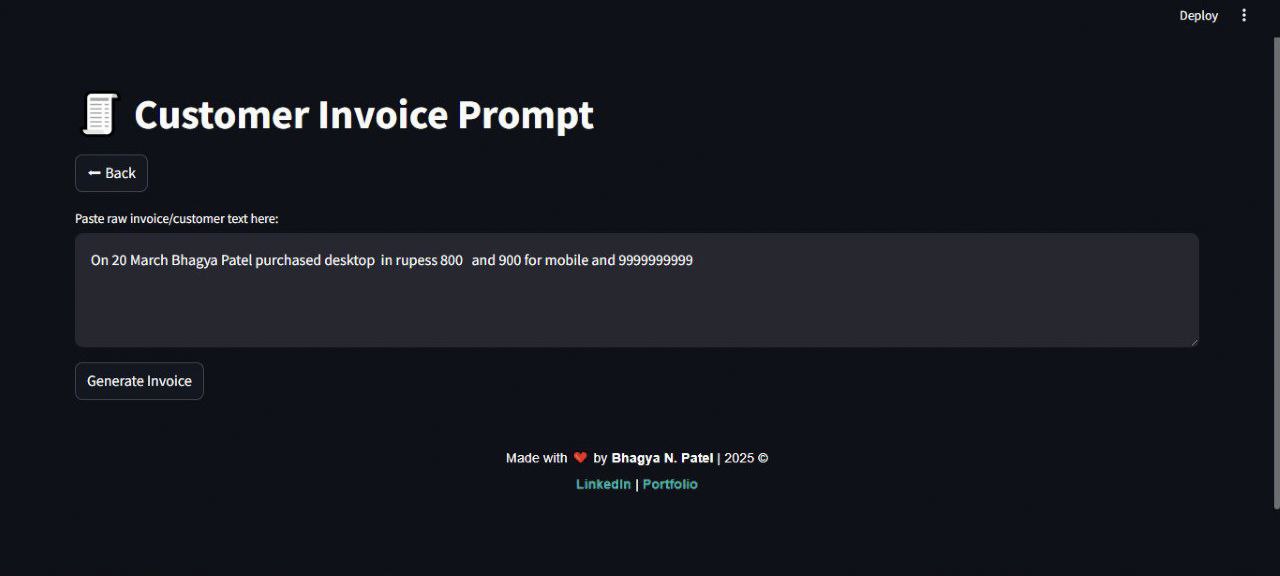 Deploy
Customer Invoice Prompt
Back
Paste raw invoice/customer text here:
On 20 March Bhagya Patel purchased desktop in rupess 800 and 900 for mobile and 9999999999
Generate Invoice
Made with ❤️ by Bhagya N. Patel | 2025 ©
LinkedIn | Portfolio